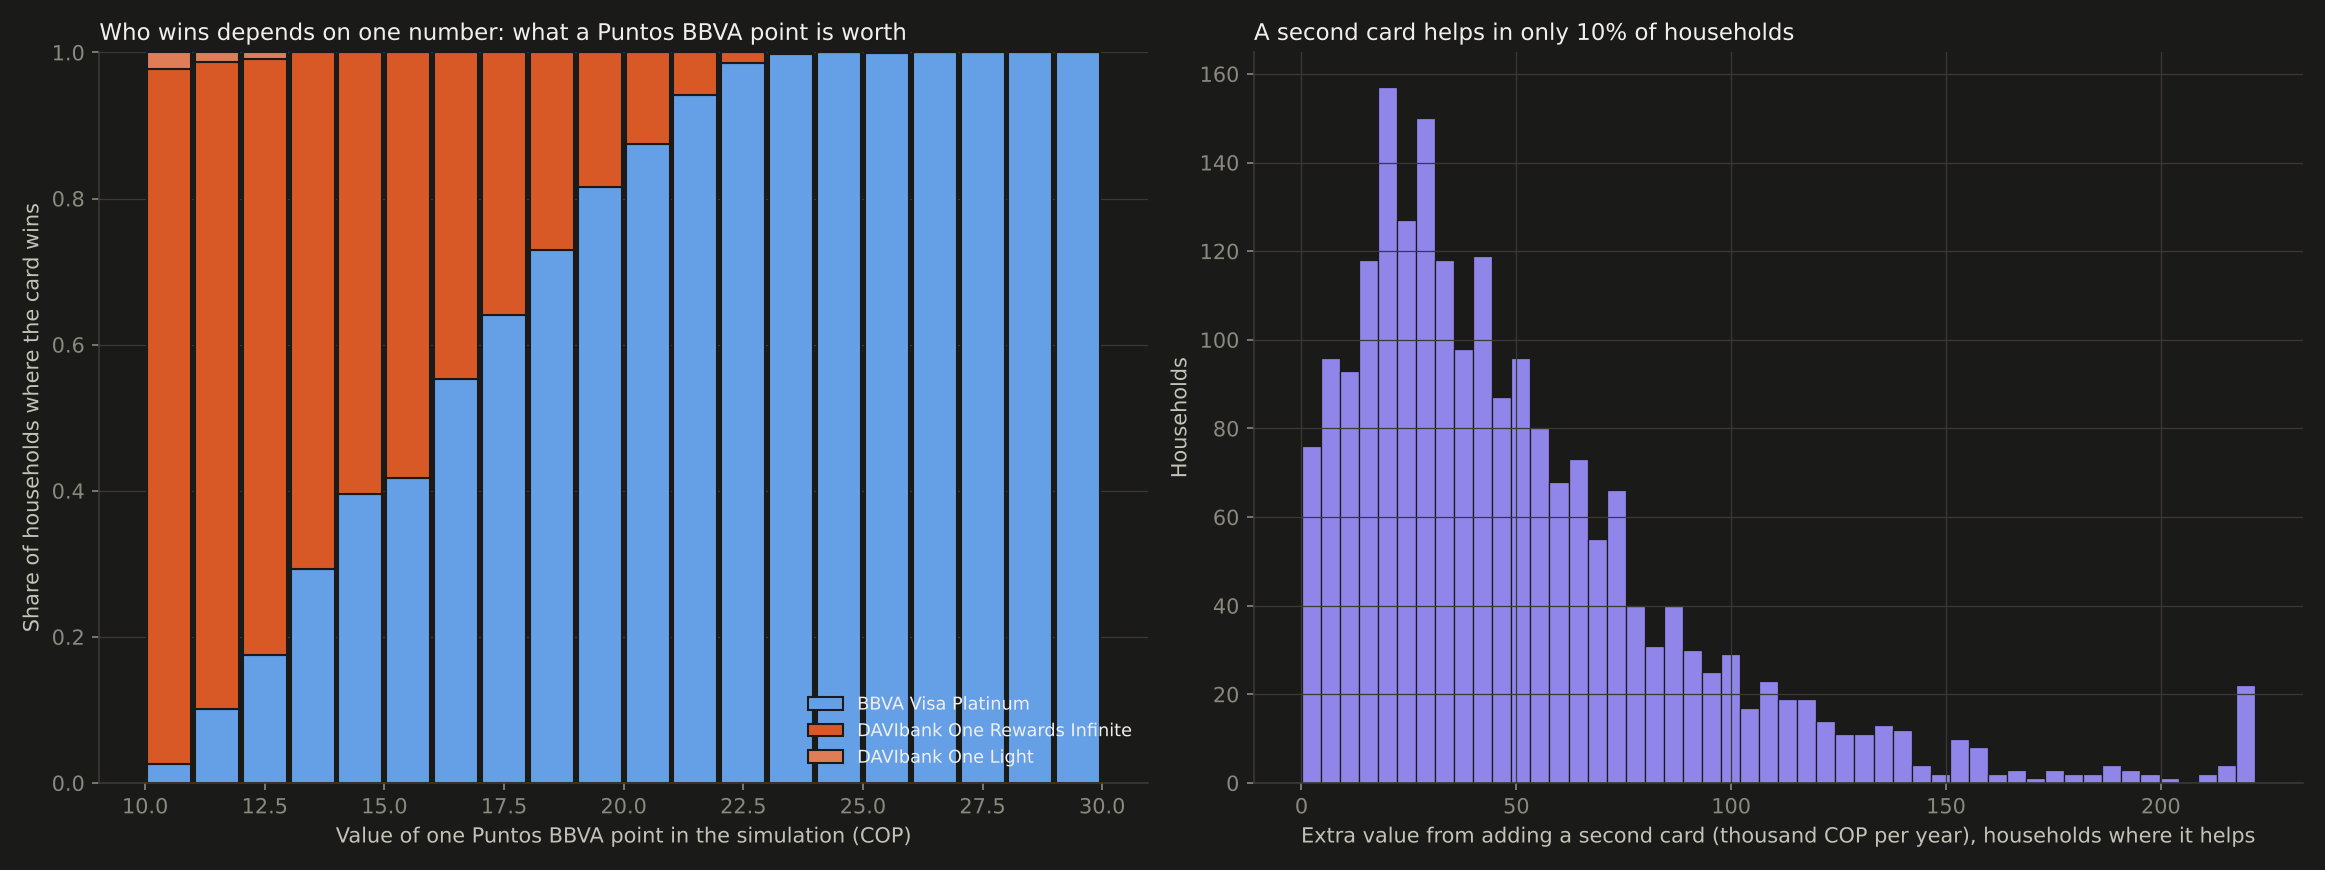 Who wins depends on one number: what a Puntos BBVA point is worth
Share of households where the card wins
1.0
0.8
0.6
0.4
0.2
0.0
BBVA Visa Platinum
DAVIbank One Rewards Infinite
DAVIbank One Light
10.0 12.5 15.0 17.5 20.0 22.5 25.0 27.5 30.0
Value of one Puntos BBVA point in the simulation (COP)
A second card helps in only 10% of households
Households
160
140
120
100
80
60
40
20
0
0 50 100 150 200
Extra value from adding a second card (thousand COP per year), households where it helps